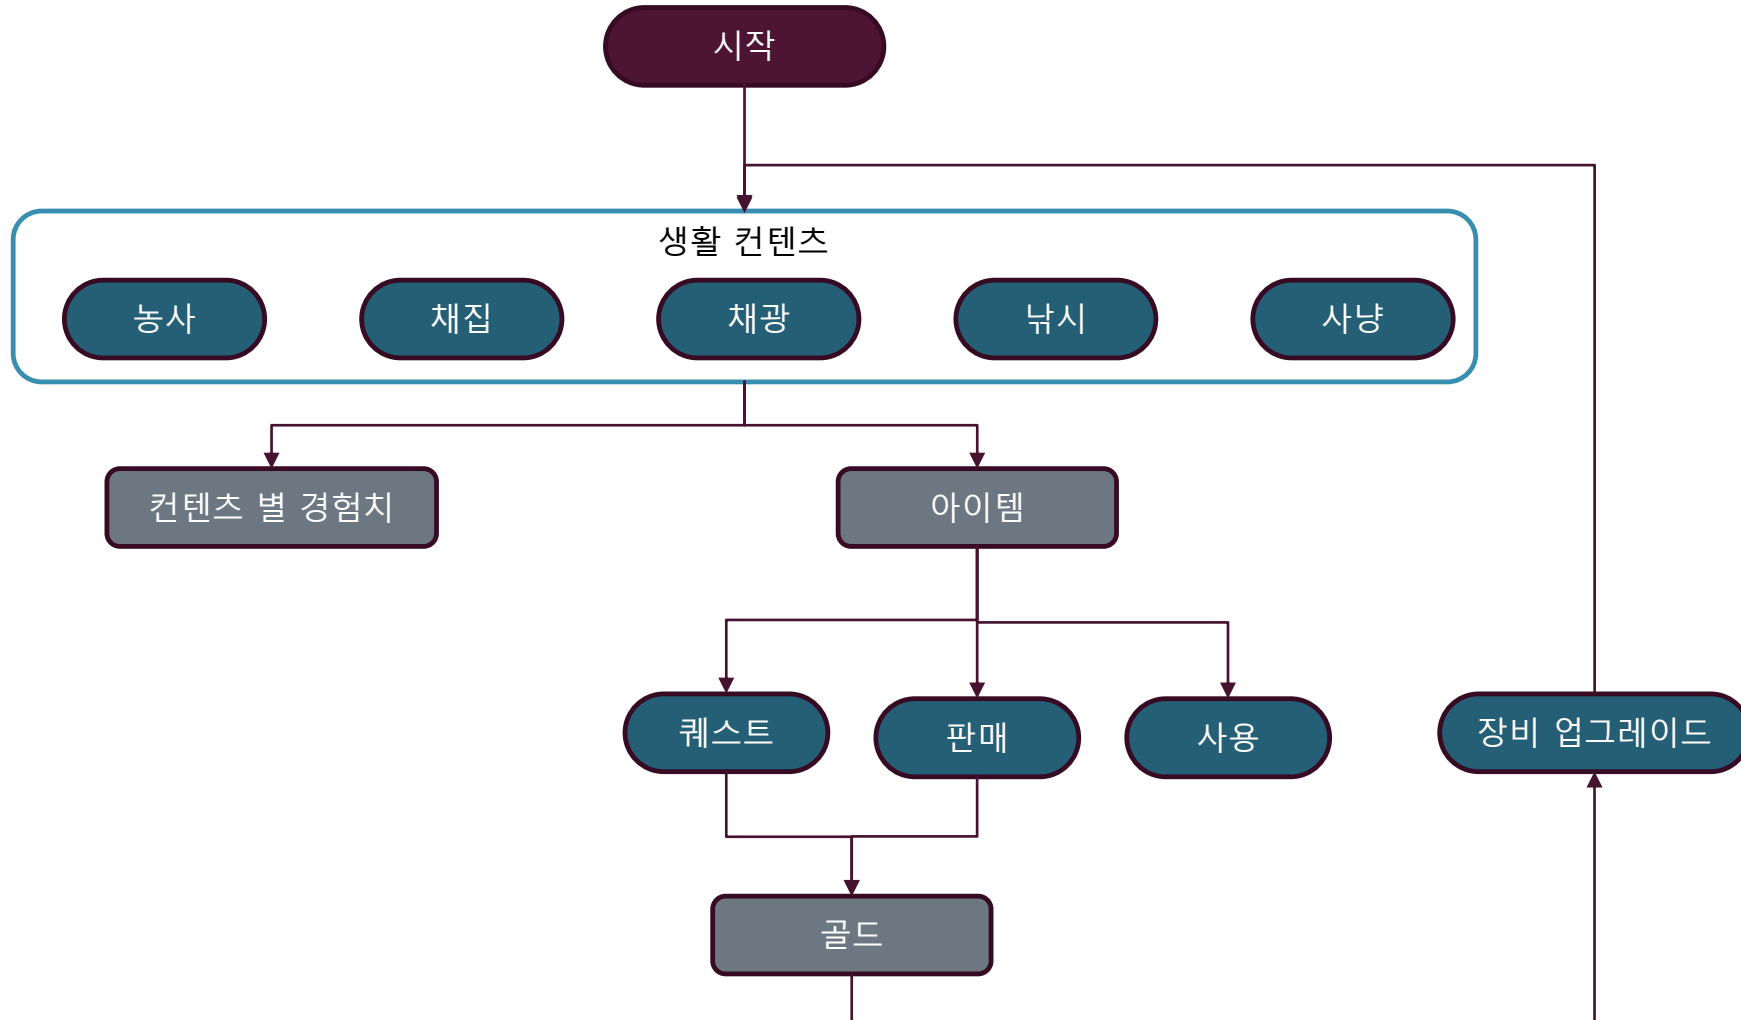 시작
생활 컨텐츠
농사
채집
채광
낚시
사냥
컨텐츠 별 경험치
아이템
퀘스트
판매
사용
장비 업그레이드
골드